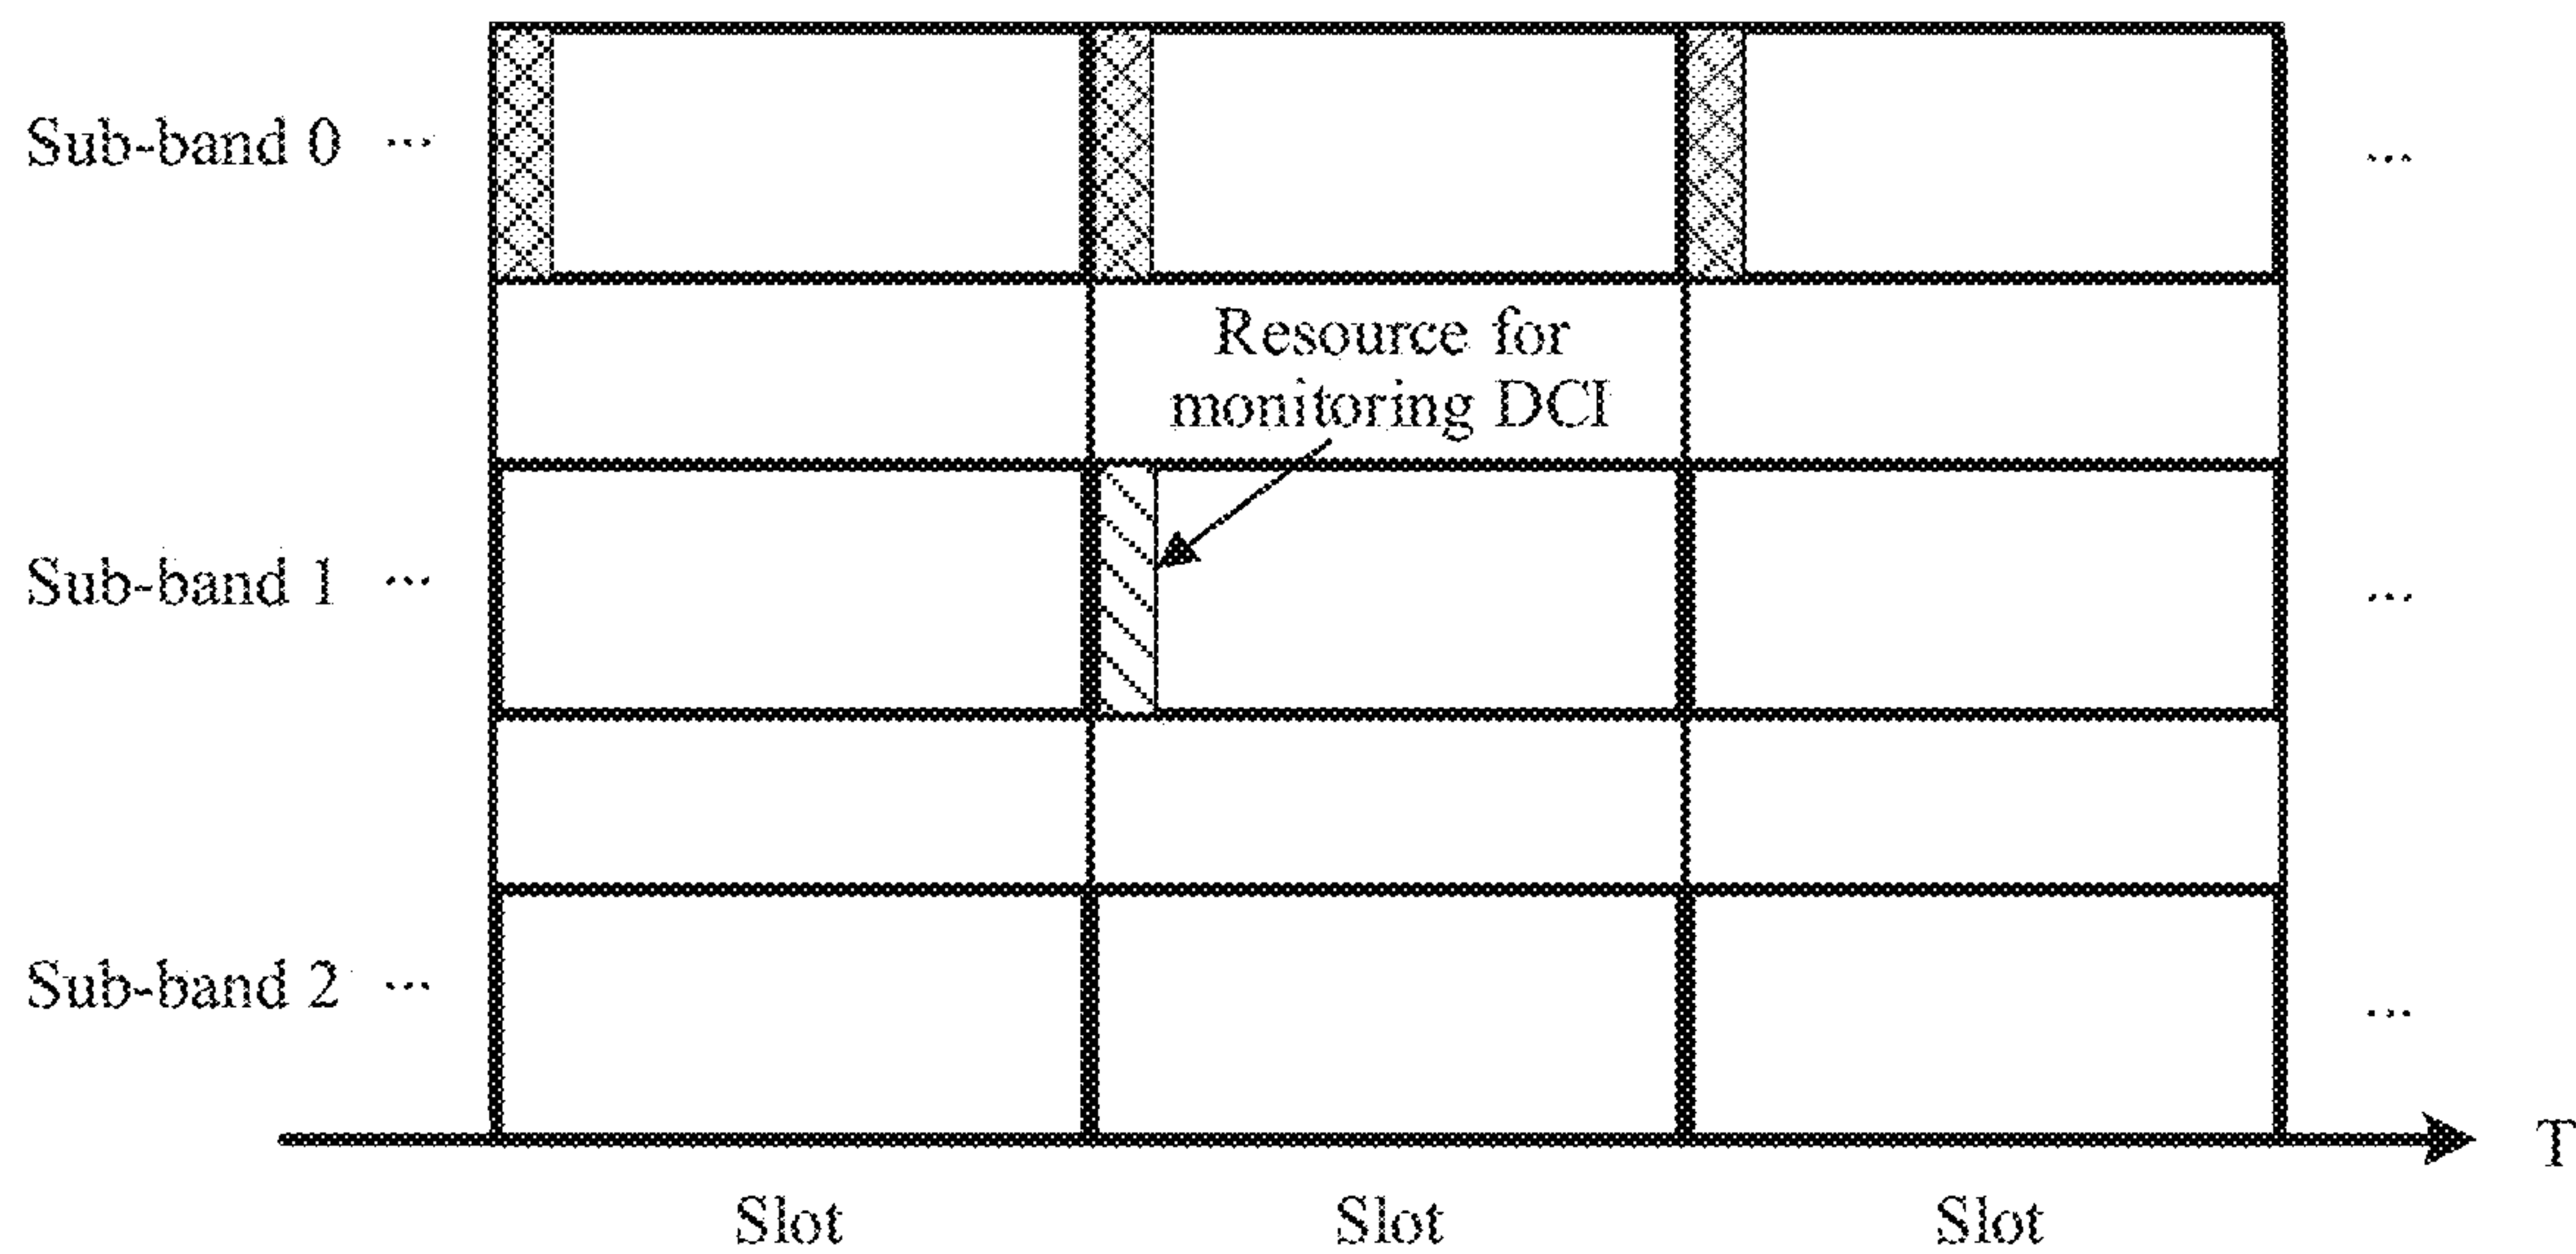 Sub-band 0 ... ...
Resource for
monitoring DCI
Sub-band 1 ... ...
Sub-band 2 ... ...
T
Slot Slot Slot